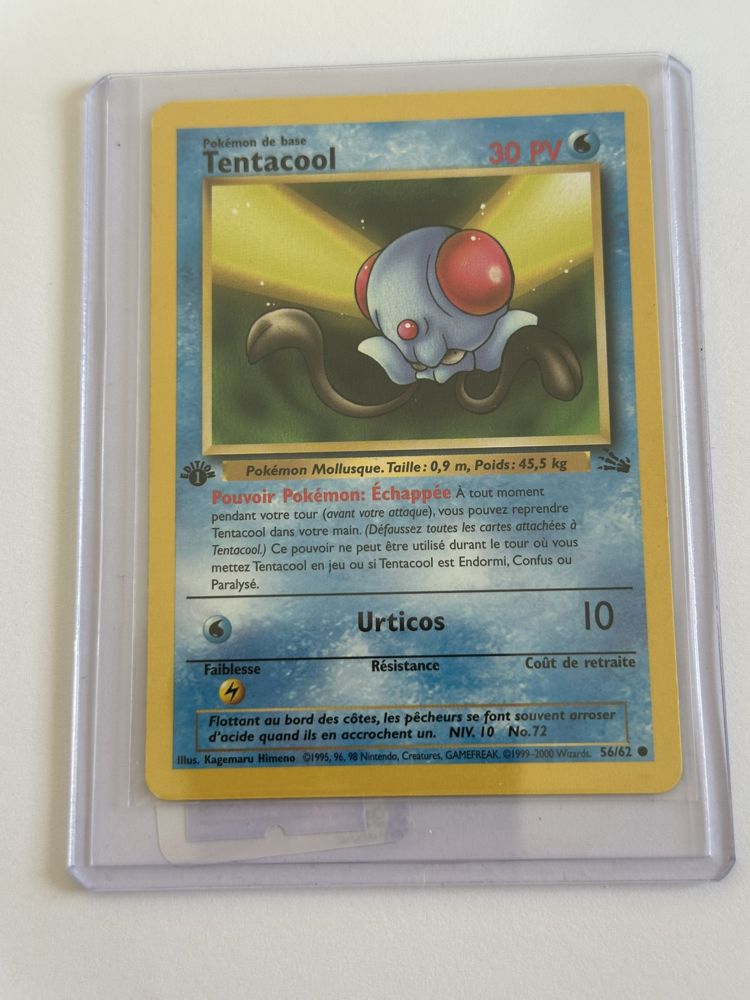 Pokémon de base
Tentacool
30 PV
EDITION
1
Pokémon Mollusque. Taille: 0,9 m, Poids: 45,5 kg
Pouvoir Pokémon: Échappée À tout moment
pendant votre tour (avant votre attaque), vous pouvez reprendre
Tentacool dans votre main. (Défaussez toutes les cartes attachées à
Tentacool.) Ce pouvoir ne peut être utilisé durant le tour où vous
mettez Tentacool en jeu ou si Tentacool est Endormi, Confus ou
Paralysé.
Urticos 10
Faiblesse Résistance Coût de retraite
Flottant au bord des côtes, les pêcheurs se font souvent arroser
d'acide quand ils en accrochent un. NIV. 10 No.72
Illus. Kagemaru Himeno ©1995, 96, 98 Nintendo, Creatures, GAMEFREAK. ©1999-2000 Wizards. 56/62